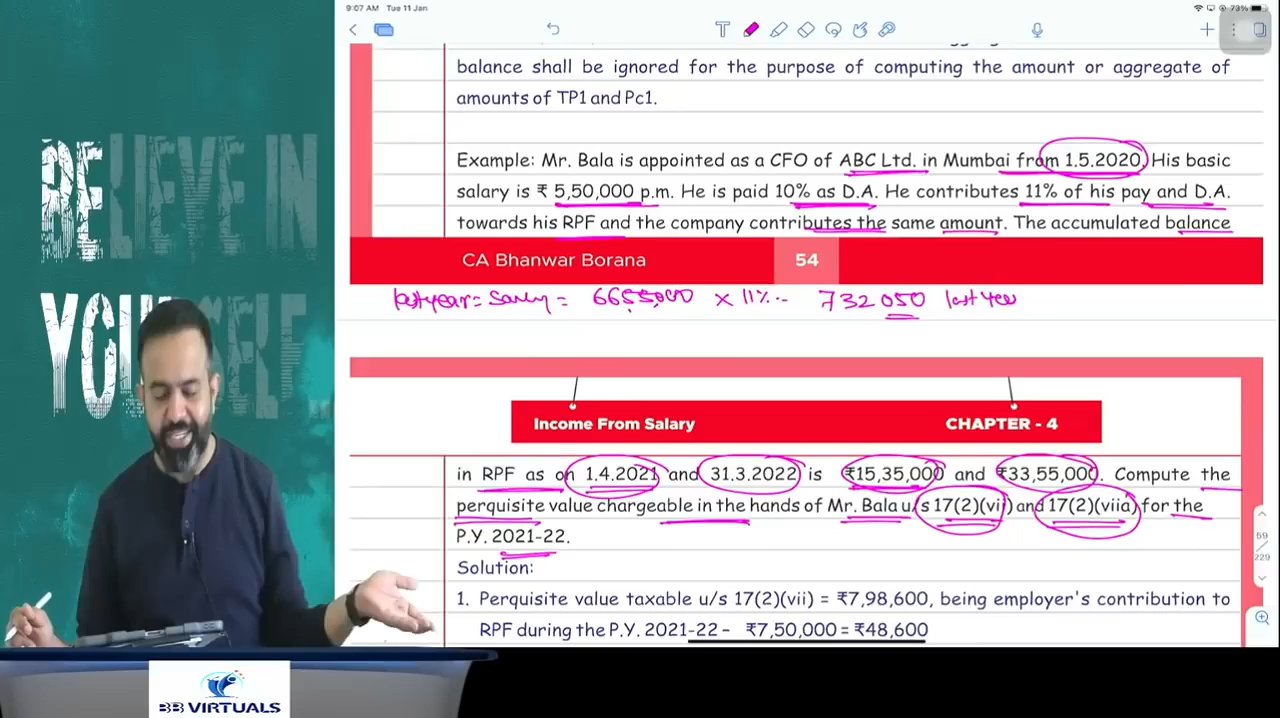 9:07 AM Tue 11 Jan
73%
T
balance shall be ignored for the purpose of computing the amount or aggregate of
amounts of TP1 and Pc1.
BELIEVE IN
YOURSELF
Example: Mr. Bala is appointed as a CFO of ABC Ltd. in Mumbai from 1.5.2020. His basic
salary is ₹ 5,50,000 p.m. He is paid 10% as D.A. He contributes 11% of his pay and D.A.
towards his RPF and the company contributes the same amount. The accumulated balance
CA Bhanwar Borana 54
last year = Salary = 6655,000 x 11% - 732050 last year
Income From Salary CHAPTER - 4
in RPF as on 1.4.2021 and 31.3.2022 is ₹15,35,000 and ₹33,55,000. Compute the
perquisite value chargeable in the hands of Mr. Bala u/s 17(2)(vii) and 17(2)(viia) for the
P.Y. 2021-22.
59
229
Solution:
1. Perquisite value taxable u/s 17(2)(vii) = ₹7,98,600, being employer's contribution to
RPF during the P.Y. 2021-22 - ₹7,50,000 = ₹48,600
BB VIRTUALS